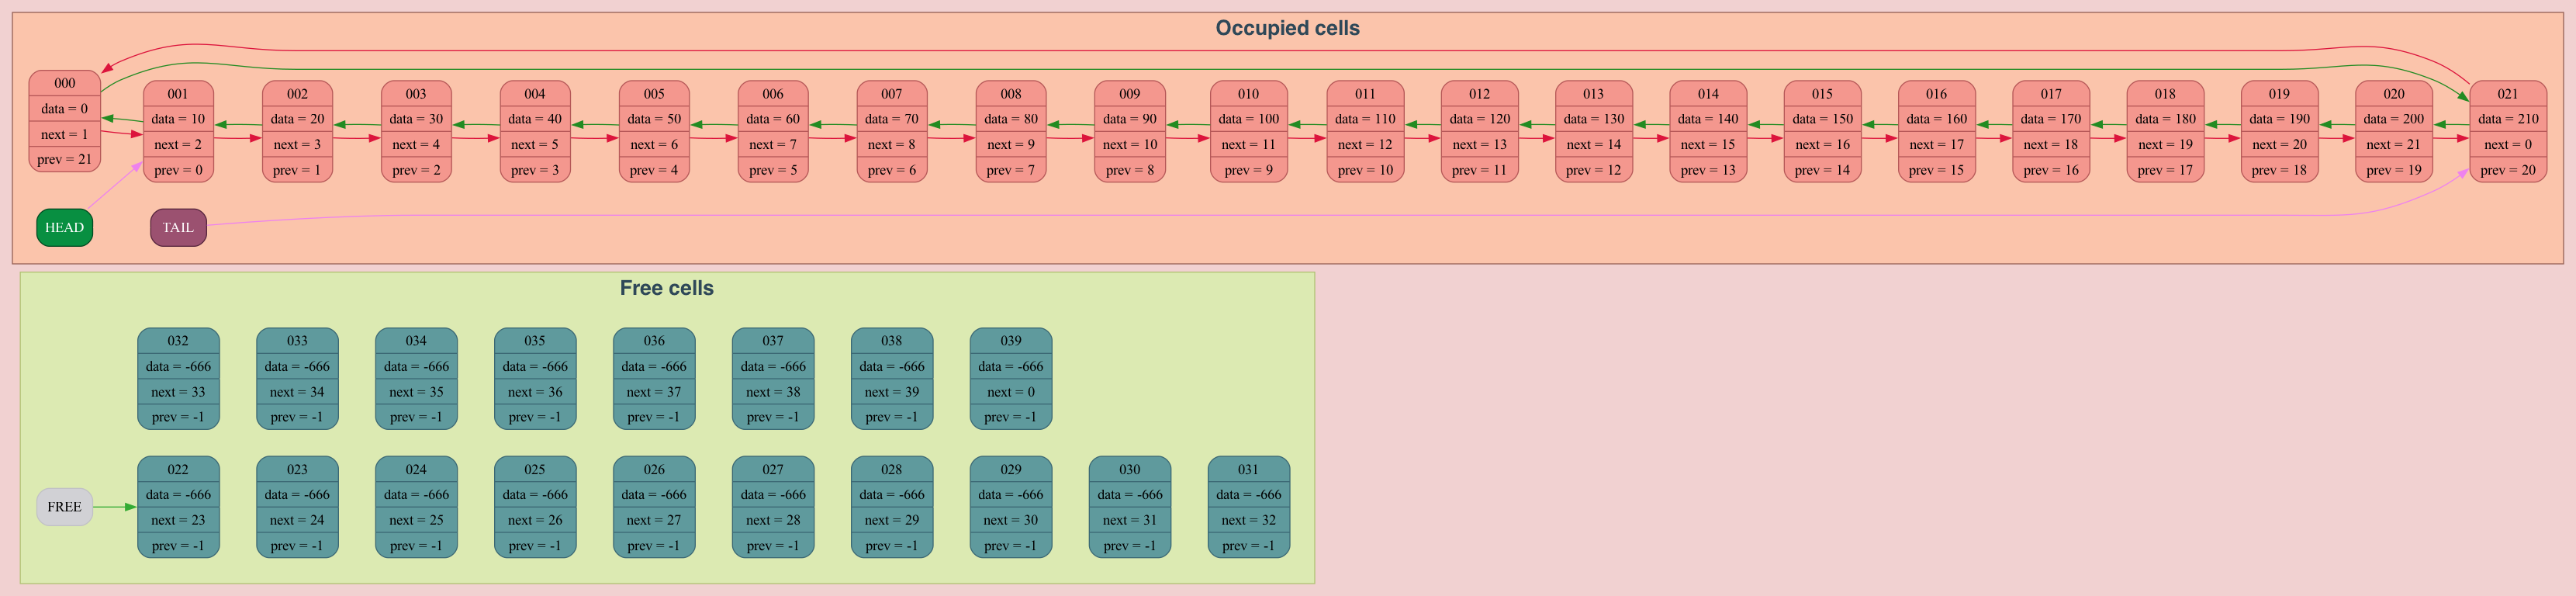 Occupied cells
000
data = 0
next = 1
prev = 21
001
data = 10
next = 2
prev = 0
002
data = 20
next = 3
prev = 1
003
data = 30
next = 4
prev = 2
004
data = 40
next = 5
prev = 3
005
data = 50
next = 6
prev = 4
006
data = 60
next = 7
prev = 5
007
data = 70
next = 8
prev = 6
008
data = 80
next = 9
prev = 7
009
data = 90
next = 10
prev = 8
010
data = 100
next = 11
prev = 9
011
data = 110
next = 12
prev = 10
012
data = 120
next = 13
prev = 11
013
data = 130
next = 14
prev = 12
014
data = 140
next = 15
prev = 13
015
data = 150
next = 16
prev = 14
016
data = 160
next = 17
prev = 15
017
data = 170
next = 18
prev = 16
018
data = 180
next = 19
prev = 17
019
data = 190
next = 20
prev = 18
020
data = 200
next = 21
prev = 19
021
data = 210
next = 0
prev = 20
HEAD
TAIL
Free cells
032
data = -666
next = 33
prev = -1
033
data = -666
next = 34
prev = -1
034
data = -666
next = 35
prev = -1
035
data = -666
next = 36
prev = -1
036
data = -666
next = 37
prev = -1
037
data = -666
next = 38
prev = -1
038
data = -666
next = 39
prev = -1
039
data = -666
next = 0
prev = -1
FREE
022
data = -666
next = 23
prev = -1
023
data = -666
next = 24
prev = -1
024
data = -666
next = 25
prev = -1
025
data = -666
next = 26
prev = -1
026
data = -666
next = 27
prev = -1
027
data = -666
next = 28
prev = -1
028
data = -666
next = 29
prev = -1
029
data = -666
next = 30
prev = -1
030
data = -666
next = 31
prev = -1
031
data = -666
next = 32
prev = -1